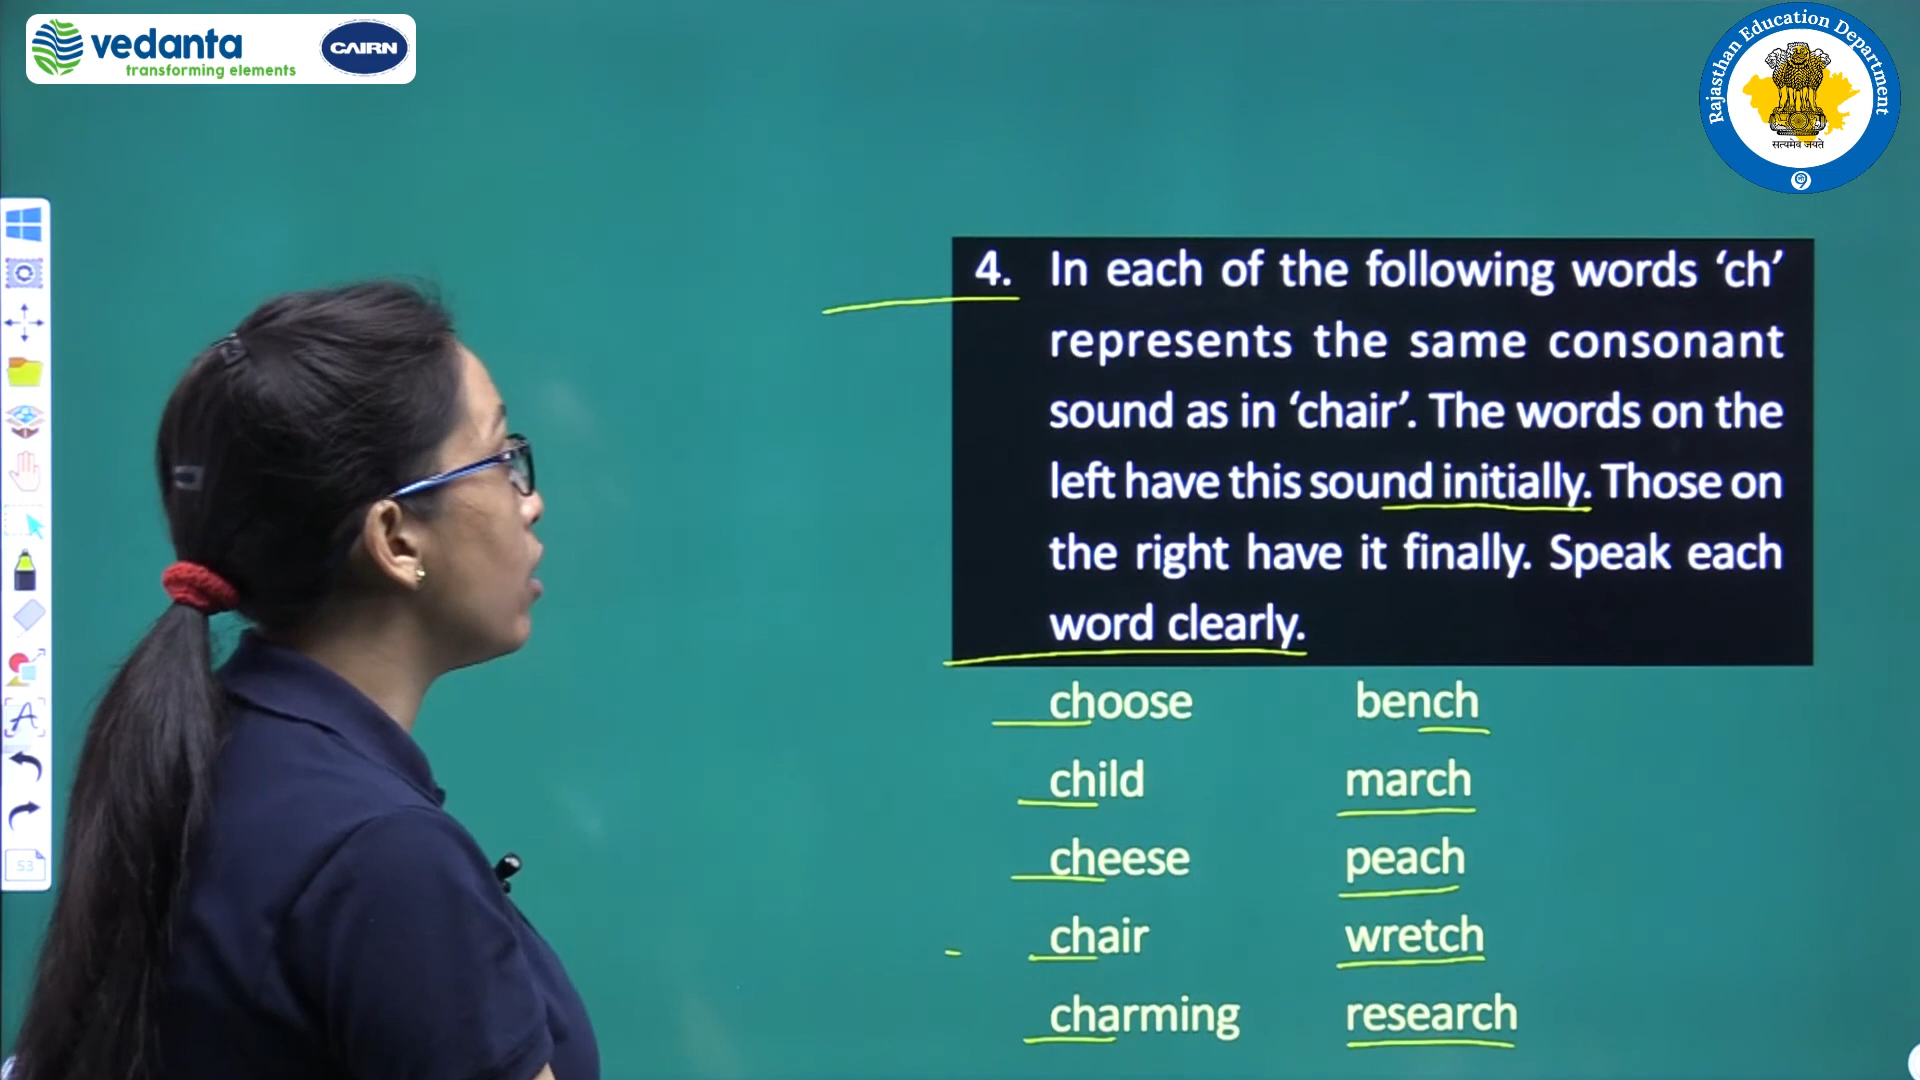 vedanta
transforming elements
CAIRN
Rajasthan Education Department
सत्यमेव जयते
4. In each of the following words ‘ch’
represents the same consonant
sound as in ‘chair’. The words on the
left have this sound initially. Those on
the right have it finally. Speak each
word clearly.
choose bench
child march
cheese peach
chair wretch
charming research
53